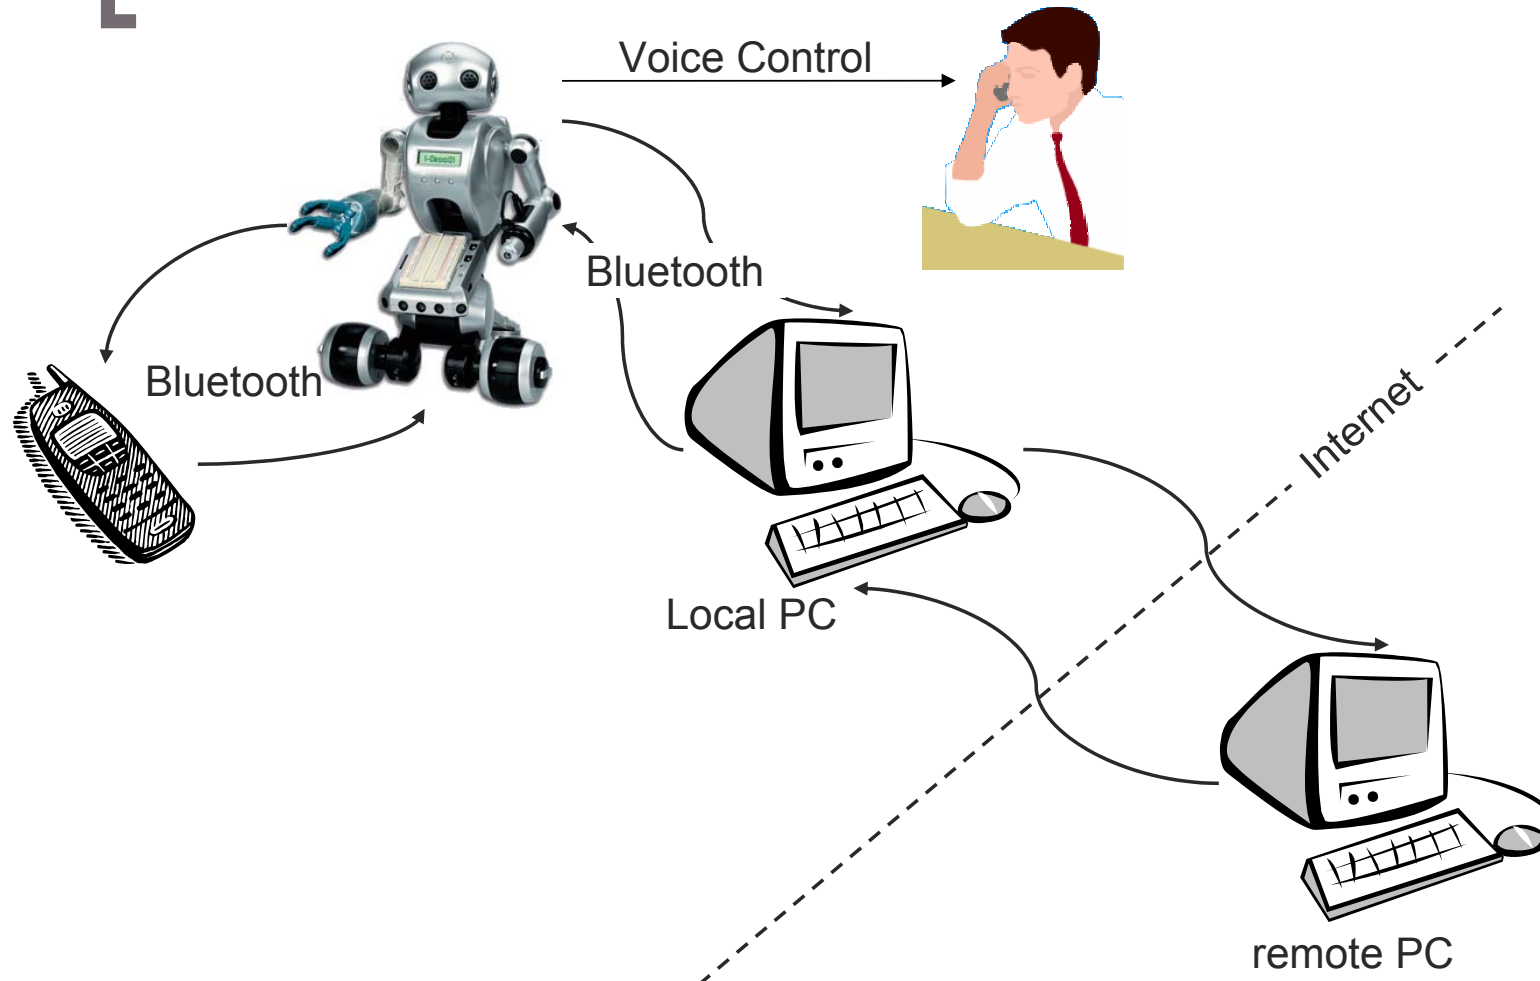 Voice Control
Bluetooth
Bluetooth
Internet
Local PC
remote PC